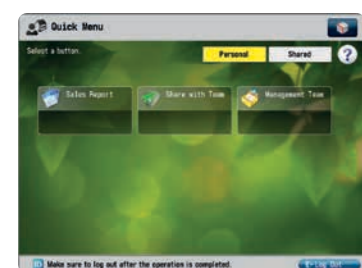 Quick Menu
Select a button.
Personal
Shared
?
Sales Report
Share with Team
Management Team
ID Make sure to log out after the operation is completed.
Log Out